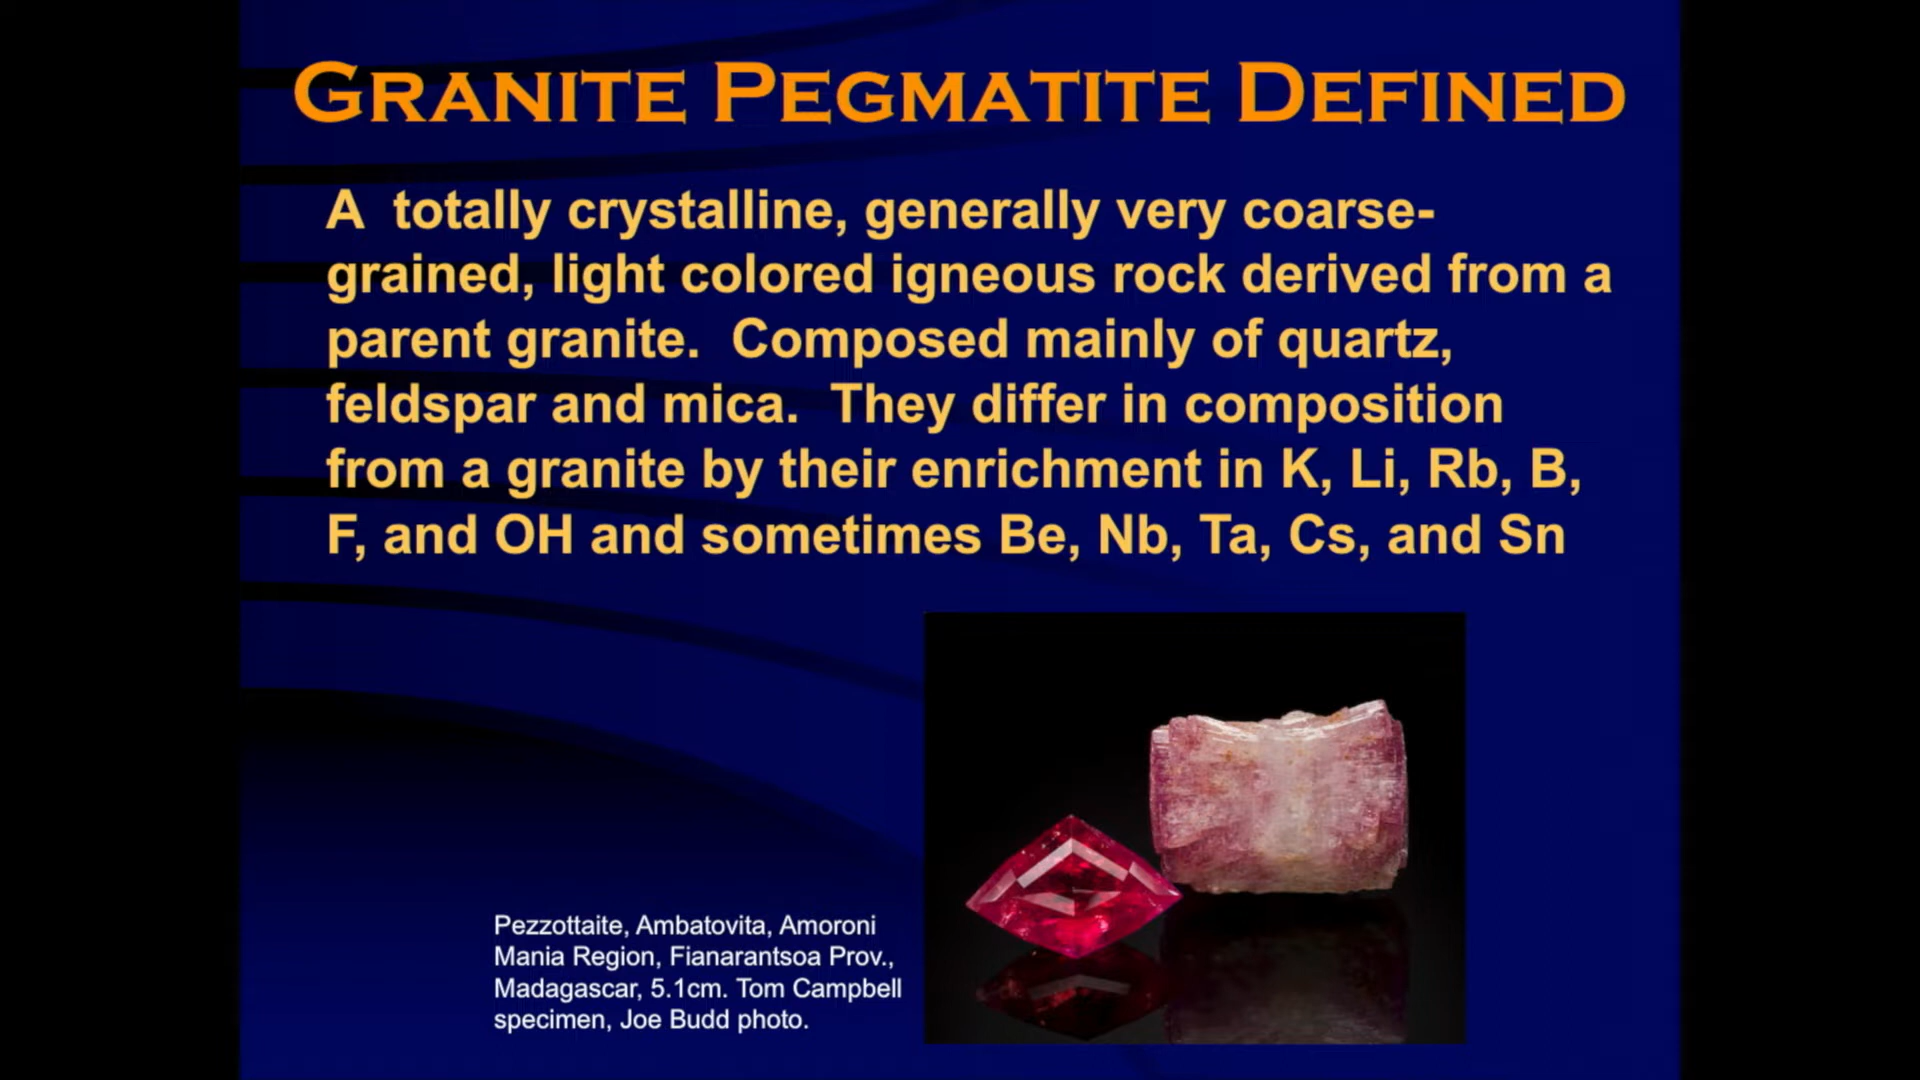 GRANITE PEGMATITE DEFINED
A totally crystalline, generally very coarse-
grained, light colored igneous rock derived from a
parent granite. Composed mainly of quartz,
feldspar and mica. They differ in composition
from a granite by their enrichment in K, Li, Rb, B,
F, and OH and sometimes Be, Nb, Ta, Cs, and Sn
Pezzottaite, Ambatovita, Amoroni
Mania Region, Fianarantsoa Prov.,
Madagascar, 5.1cm. Tom Campbell
specimen, Joe Budd photo.